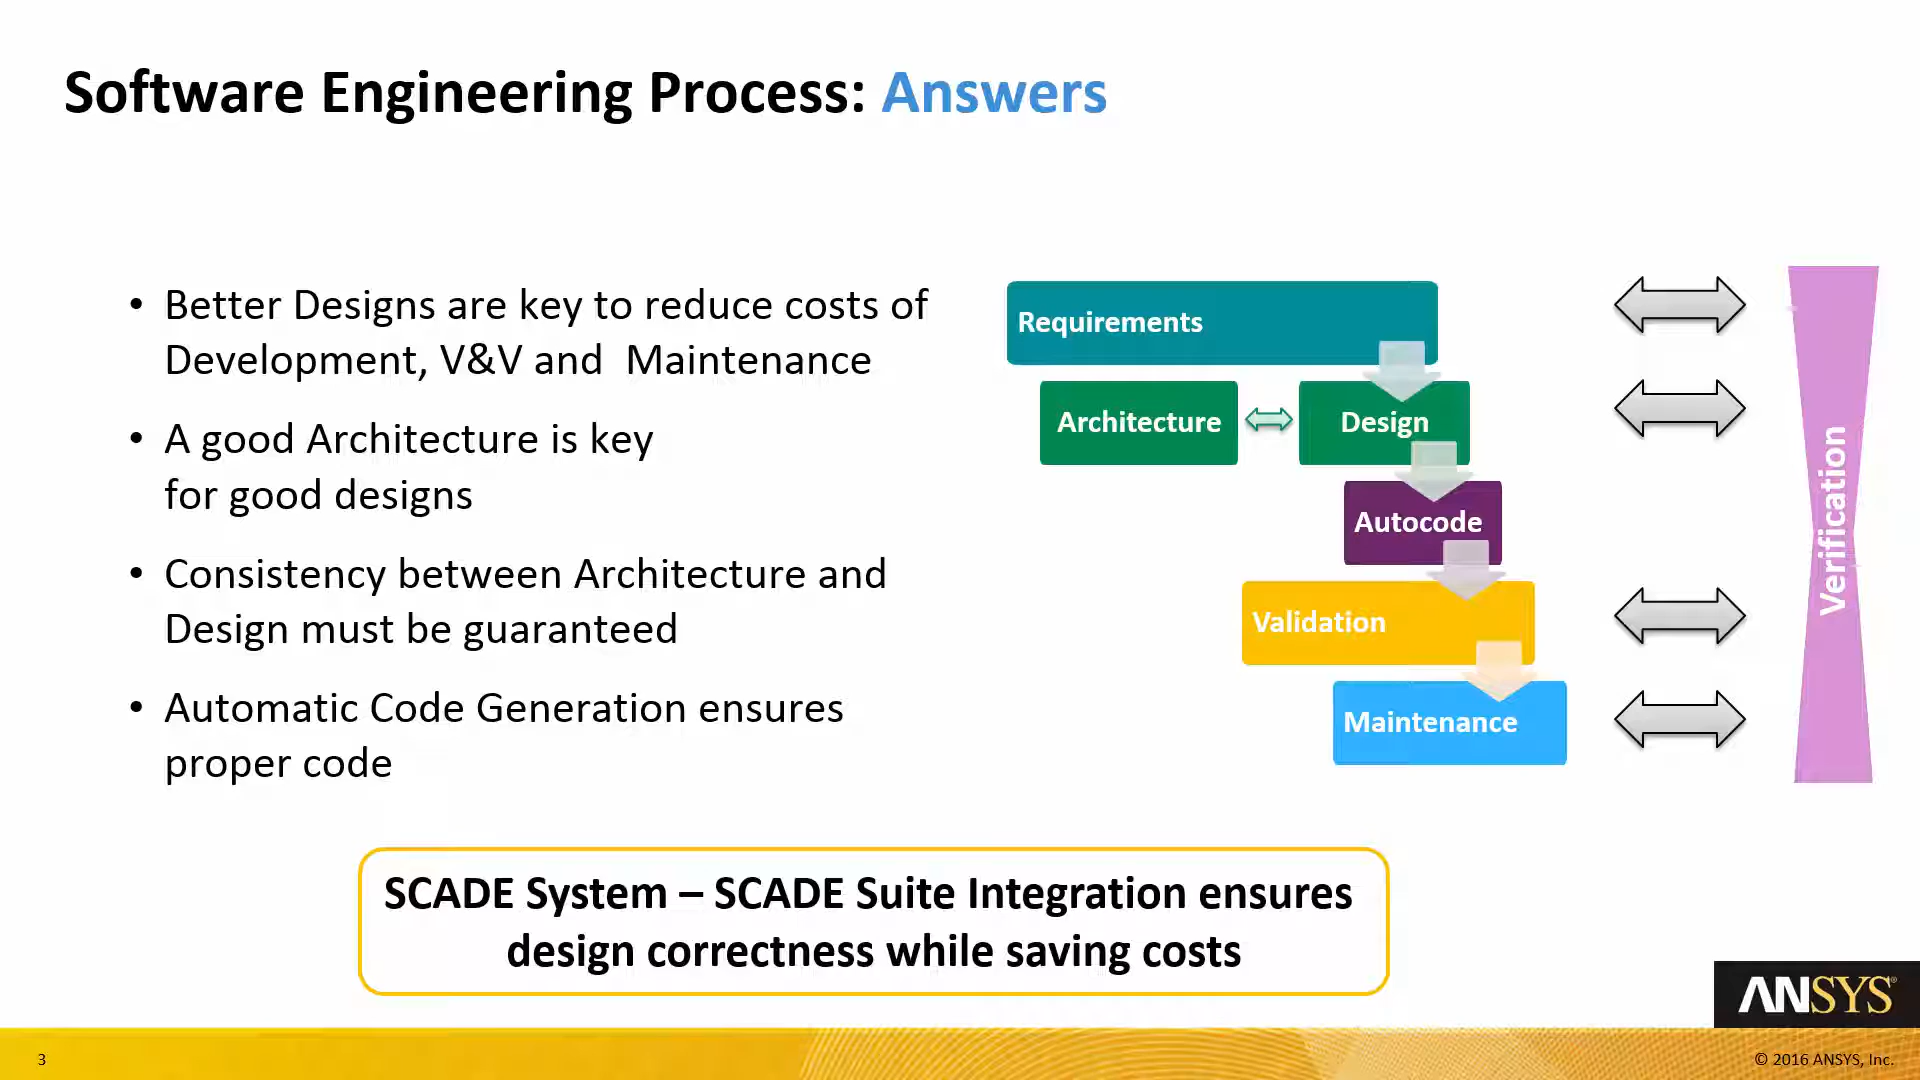 Software Engineering Process: Answers
• Better Designs are key to reduce costs of
Development, V&V and Maintenance
• A good Architecture is key
for good designs
• Consistency between Architecture and
Design must be guaranteed
• Automatic Code Generation ensures
proper code
Requirements
Architecture
Design
Autocode
Validation
Maintenance
Verification
SCADE System – SCADE Suite Integration ensures
design correctness while saving costs
ANSYS®
3
© 2016 ANSYS, Inc.